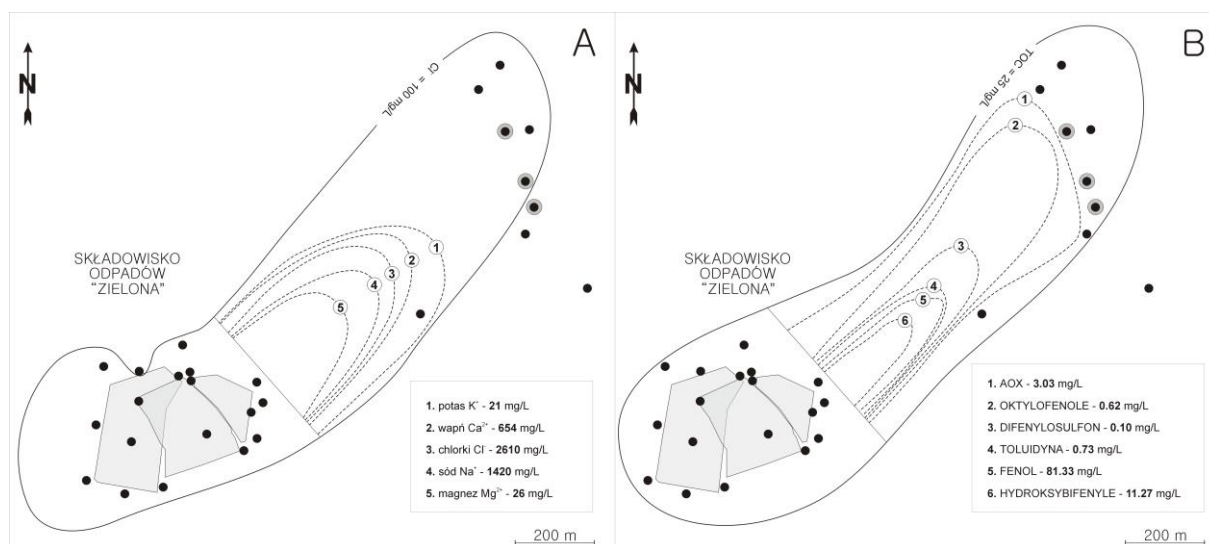 A
N
Cl⁻ = 100 mg/L
SKŁADOWISKO
ODPADÓW
"ZIELONA"
1
2
3
4
5
1. potas K⁺ - 21 mg/L
2. wapń Ca²⁺ - 654 mg/L
3. chlorki Cl⁻ - 2610 mg/L
4. sód Na⁺ - 1420 mg/L
5. magnez Mg²⁺ - 26 mg/L
200 m
B
N
TOC = 25 mg/L
SKŁADOWISKO
ODPADÓW
"ZIELONA"
1
2
3
4
5
6
1. AOX - 3.03 mg/L
2. OKTYLOFENOLE - 0.62 mg/L
3. DIFENYLOSULFON - 0.10 mg/L
4. TOLUIDYNA - 0.73 mg/L
5. FENOL - 81.33 mg/L
6. HYDROKSYBIFENYLE - 11.27 mg/L
200 m